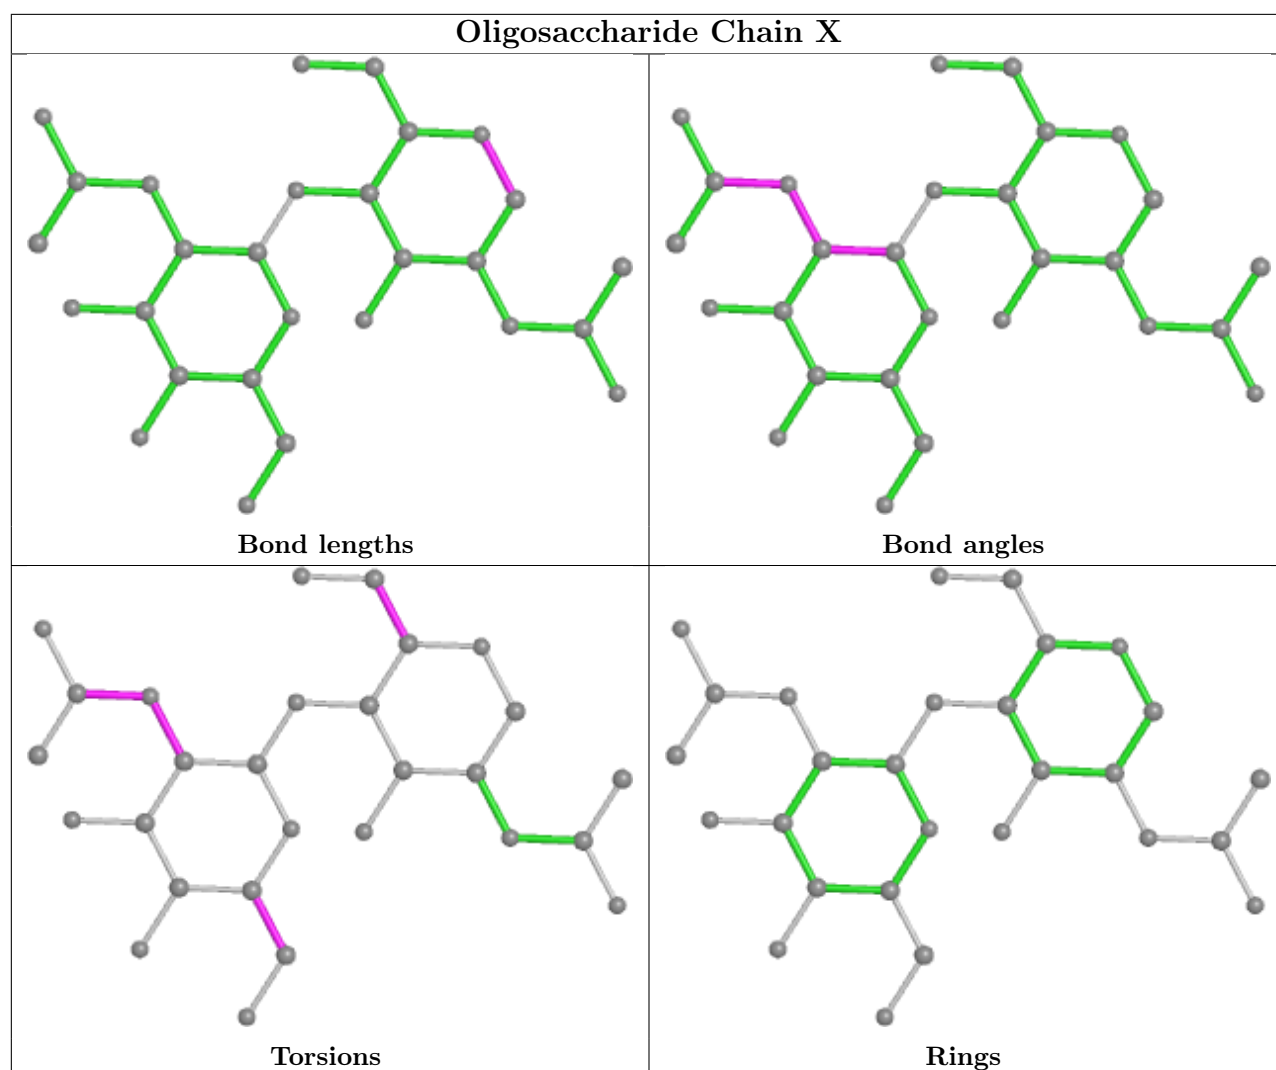 Oligosaccharide Chain X
Bond lengths
Bond angles
Torsions
Rings